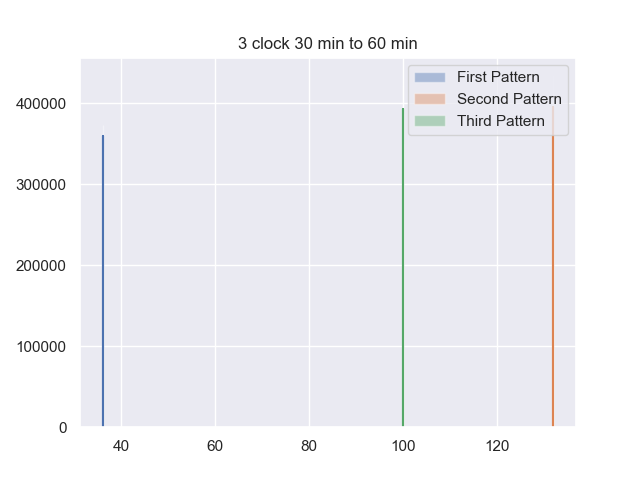 3 clock 30 min to 60 min
First Pattern
Second Pattern
Third Pattern
400000
300000
200000
100000
0
40 60 80 100 120